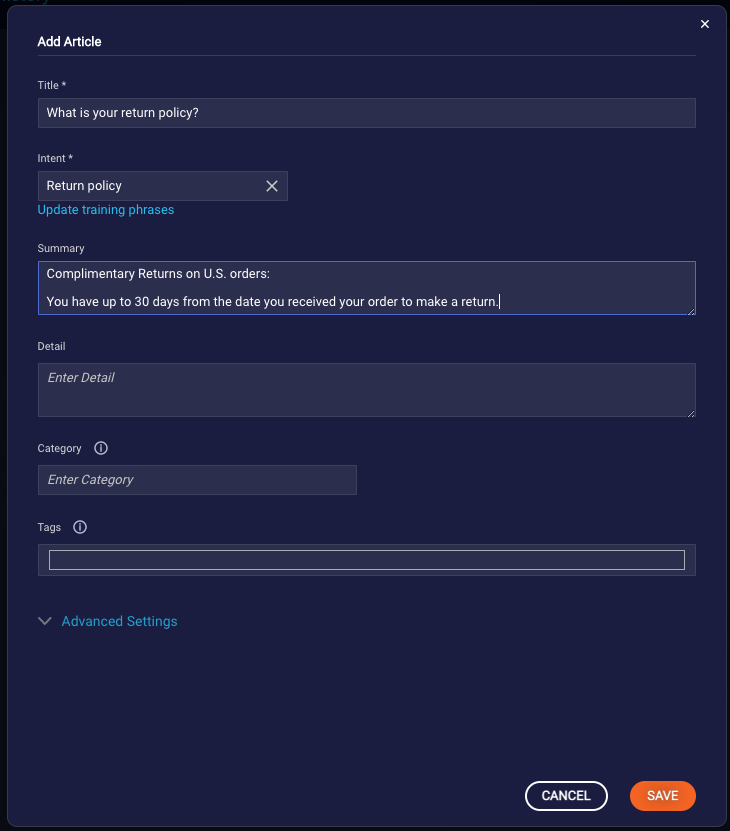 ×
Add Article
Title *
What is your return policy?
Intent *
Return policy
Update training phrases
Summary
Complimentary Returns on U.S. orders:
You have up to 30 days from the date you received your order to make a return.
Detail
Enter Detail
Category
Enter Category
Tags
Advanced Settings
CANCEL SAVE